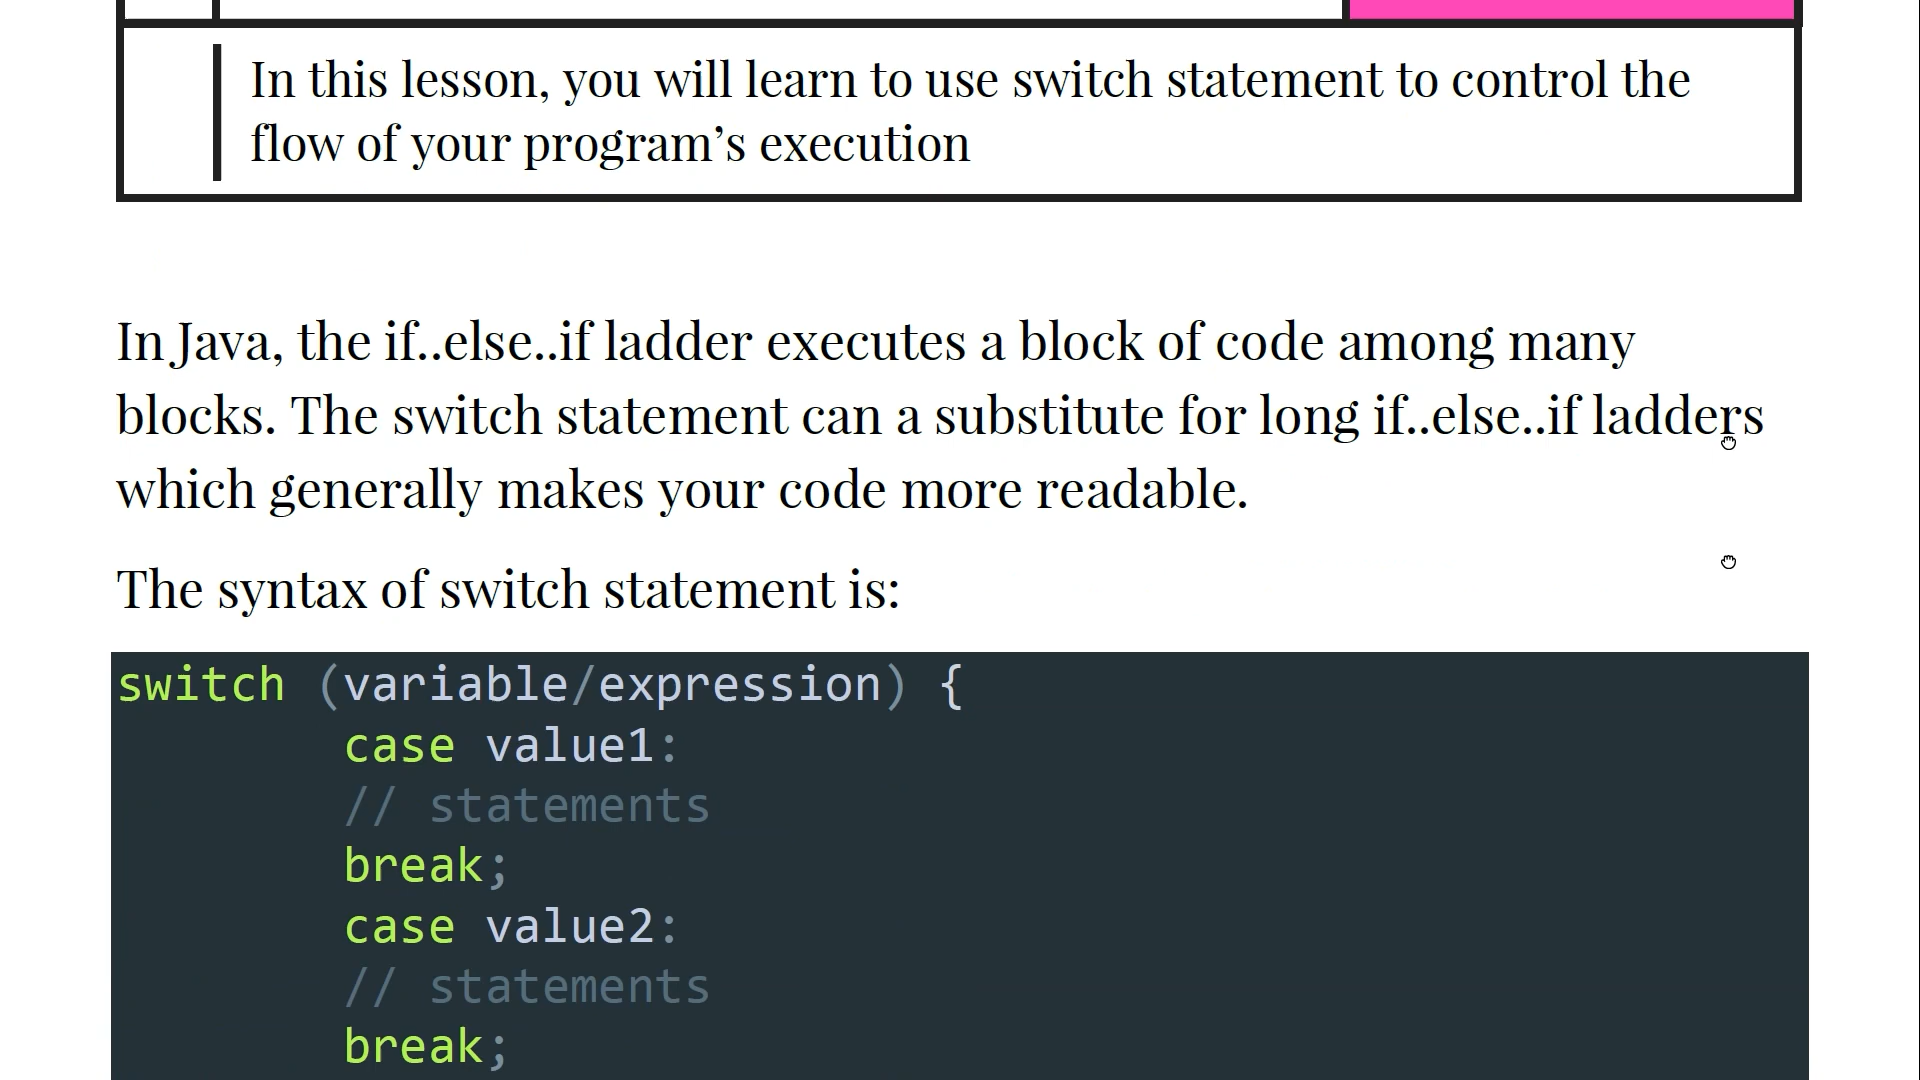 In this lesson, you will learn to use switch statement to control the
flow of your program’s execution
In Java, the if..else..if ladder executes a block of code among many
blocks. The switch statement can a substitute for long if..else..if ladders
which generally makes your code more readable.
The syntax of switch statement is:
switch (variable/expression) {
case value1:
// statements
break;
case value2:
// statements
break;